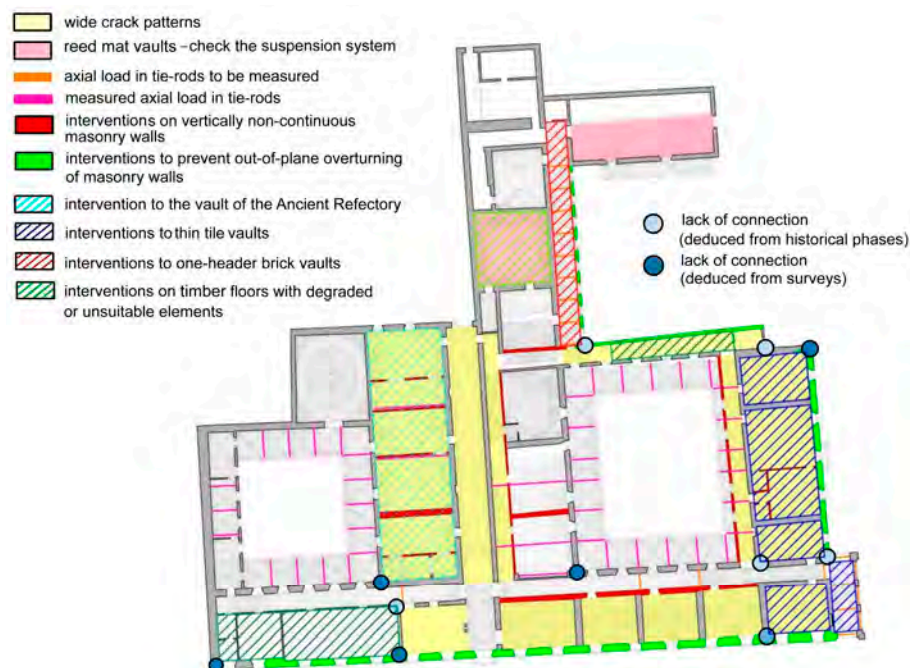 wide crack patterns
reed mat vaults – check the suspension system
axial load in tie-rods to be measured
measured axial load in tie-rods
interventions on vertically non-continuous
masonry walls
interventions to prevent out-of-plane overturning
of masonry walls
intervention to the vault of the Ancient Refectory
interventions to thin tile vaults
interventions to one-header brick vaults
interventions on timber floors with degraded
or unsuitable elements
lack of connection
(deduced from historical phases)
lack of connection
(deduced from surveys)